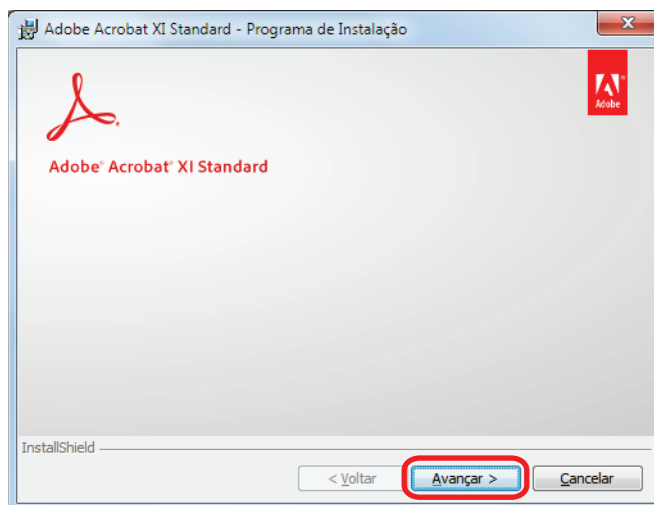 Adobe Acrobat XI Standard - Programa de Instalação
x
Adobe
Adobe® Acrobat® XI Standard
InstallShield
< Voltar Avançar > Cancelar